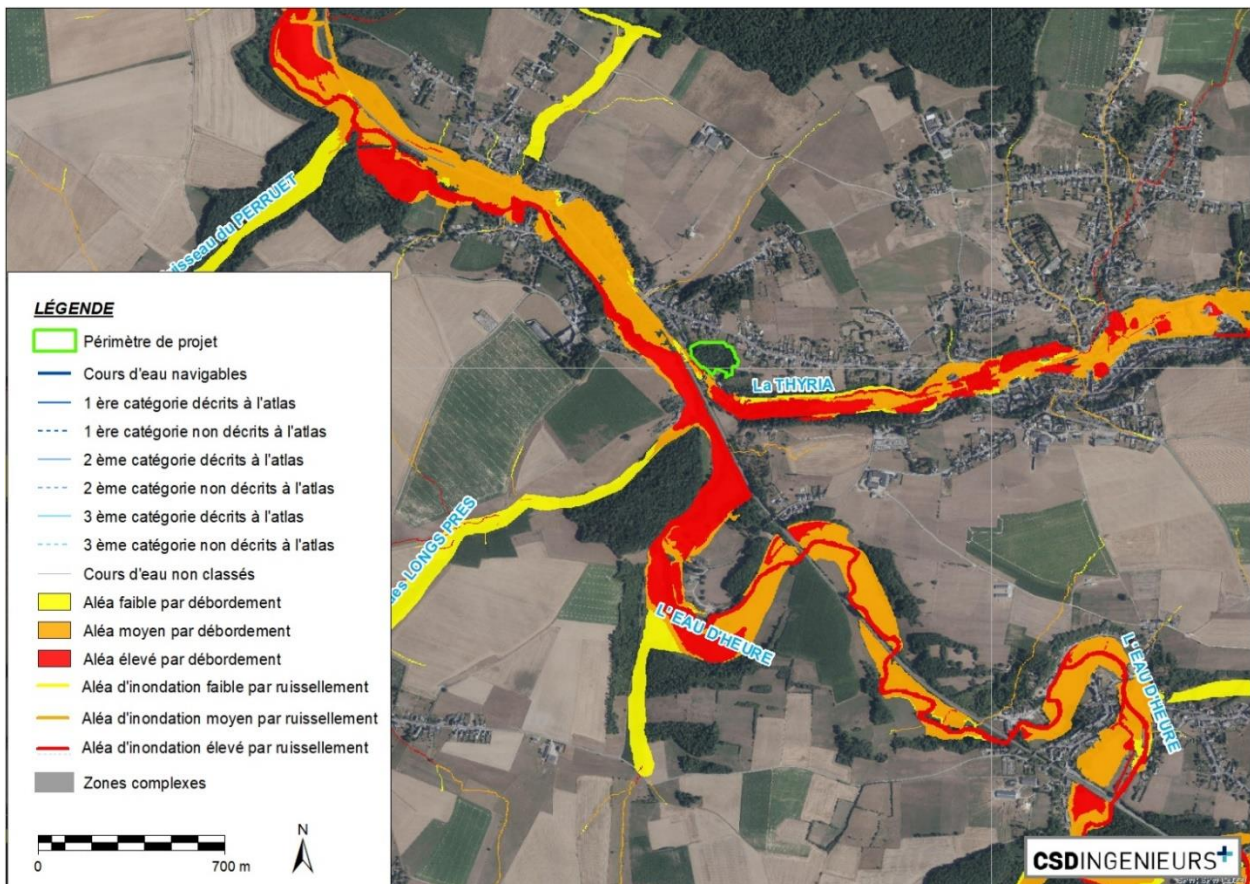 uisseau du PERRUET
La THYRIA
des LONGS PRES
L'EAU D'HEURE
L'EAU D'HEURE
LÉGENDE
Périmètre de projet
Cours d'eau navigables
1 ère catégorie décrits à l'atlas
1 ère catégorie non décrits à l'atlas
2 ème catégorie décrits à l'atlas
2 ème catégorie non décrits à l'atlas
3 ème catégorie décrits à l'atlas
3 ème catégorie non décrits à l'atlas
Cours d'eau non classés
Aléa faible par débordement
Aléa moyen par débordement
Aléa élevé par débordement
Aléa d'inondation faible par ruissellement
Aléa d'inondation moyen par ruissellement
Aléa d'inondation élevé par ruissellement
Zones complexes
N
0 700 m
CSDINGENIEURS+